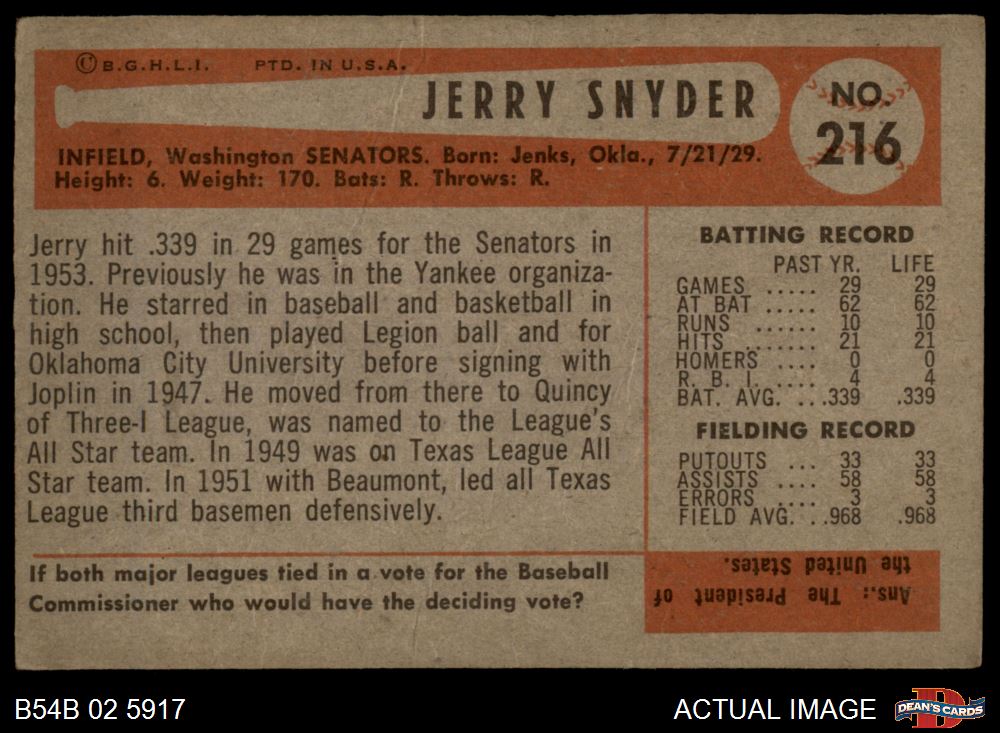 ©B.G.H.L.I. PTD. IN U.S.A.
JERRY SNYDER
NO.
216
INFIELD, Washington SENATORS. Born: Jenks, Okla., 7/21/29.
Height: 6. Weight: 170. Bats: R. Throws: R.
Jerry hit .339 in 29 games for the Senators in
1953. Previously he was in the Yankee organiza-
tion. He starred in baseball and basketball in
high school, then played Legion ball and for
Oklahoma City University before signing with
Joplin in 1947. He moved from there to Quincy
of Three-I League, was named to the League's
All Star team. In 1949 was on Texas League All
Star team. In 1951 with Beaumont, led all Texas
League third basemen defensively.
BATTING RECORD
PAST YR. LIFE
GAMES ..... 29 29
AT BAT ..... 62 62
RUNS ...... 10 10
HITS ....... 21 21
HOMERS ..... 0 0
R. B. I. .... 4 4
BAT. AVG. ...339 .339
FIELDING RECORD
PUTOUTS ... 33 33
ASSISTS .... 58 58
ERRORS .... 3 3
FIELD AVG. ..968 .968
If both major leagues tied in a vote for the Baseball
Commissioner who would have the deciding vote?
Ans.: The President of
the United States.
B54B 02 5917
ACTUAL IMAGE
DEAN'S CARDS